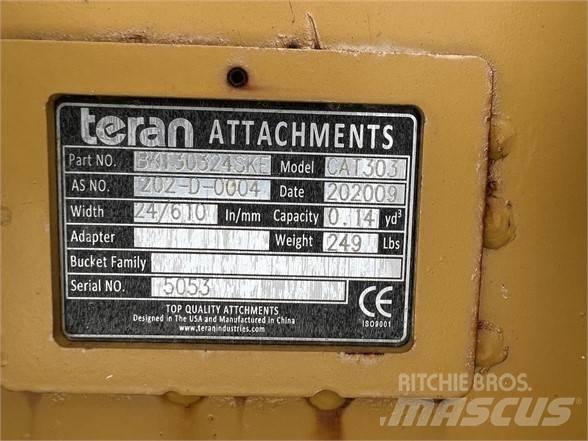 teran ATTACHMENTS
Part NO. Model CAT303
AS NO. 202-D-0004 Date 202009
Width 24/610 In/mm Capacity 0.14 yd³
Adapter Weight 249 Lbs
Bucket Family
Serial NO. 5053
TOP QUALITY ATTCHMENTS
Designed in The USA and Manufactured in China
www.teranindustries.com
CE
ISO9001
RITCHIE BROS.
MASCUS